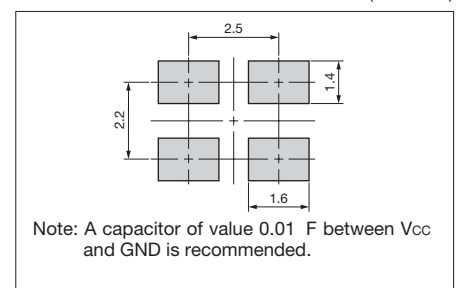 2.5
1.4
2.2
1.6
Note: A capacitor of value 0.01 F between Vcc
and GND is recommended.